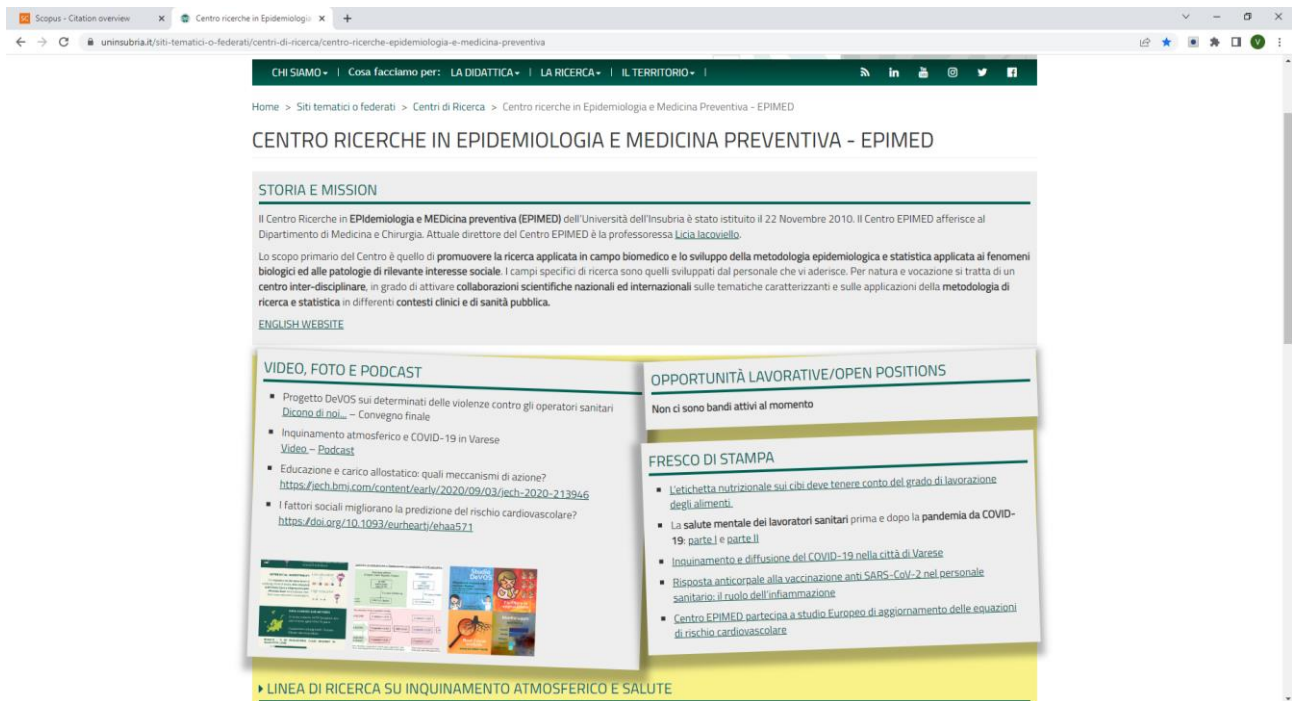 Scopus - Citation overview
Centro ricerche in Epidemiologi
uninsubria.it/siti-tematici-o-federati/centri-di-ricerca/centro-ricerche-epidemiologia-e-medicina-preventiva
CHI SIAMO | Cosa facciamo per: LA DIDATTICA | LA RICERCA | IL TERRITORIO |
Home > Siti tematici o federati > Centri di Ricerca > Centro ricerche in Epidemiologia e Medicina Preventiva - EPIMED
CENTRO RICERCHE IN EPIDEMIOLOGIA E MEDICINA PREVENTIVA - EPIMED
STORIA E MISSION
Il Centro Ricerche in EPIdemiologia e MEDicina preventiva (EPIMED) dell'Università dell'Insubria è stato istituito il 22 Novembre 2010. Il Centro EPIMED afferisce al
Dipartimento di Medicina e Chirurgia. Attuale direttore del Centro EPIMED è la professoressa Licia Iacoviello.
Lo scopo primario del Centro è quello di promuovere la ricerca applicata in campo biomedico e lo sviluppo della metodologia epidemiologica e statistica applicata ai fenomeni
biologici ed alle patologie di rilevante interesse sociale. I campi specifici di ricerca sono quelli sviluppati dal personale che vi aderisce. Per natura e vocazione si tratta di un
centro inter-disciplinare, in grado di attivare collaborazioni scientifiche nazionali ed internazionali sulle tematiche caratterizzanti e sulle applicazioni della metodologia di
ricerca e statistica in differenti contesti clinici e di sanità pubblica.
ENGLISH WEBSITE
VIDEO, FOTO E PODCAST
Progetto DeVOS sui determinati delle violenze contro gli operatori sanitari
Dicono di noi... – Convegno finale
Inquinamento atmosferico e COVID-19 in Varese
Video – Podcast
Educazione e carico allostatico: quali meccanismi di azione?
https://jech.bmj.com/content/early/2020/09/03/jech-2020-213946
I fattori sociali migliorano la predizione del rischio cardiovascolare?
https://doi.org/10.1093/eurheartj/ehaa571
Studio
DeVOS
OPPORTUNITÀ LAVORATIVE/OPEN POSITIONS
Non ci sono bandi attivi al momento
FRESCO DI STAMPA
L'etichetta nutrizionale sui cibi deve tenere conto del grado di lavorazione
degli alimenti.
La salute mentale dei lavoratori sanitari prima e dopo la pandemia da COVID-
19: parte I e parte II
Inquinamento e diffusione del COVID-19 nella città di Varese
Risposta anticorpale alla vaccinazione anti SARS-CoV-2 nel personale
sanitario: il ruolo dell'infiammazione
Centro EPIMED partecipa a studio Europeo di aggiornamento delle equazioni
di rischio cardiovascolare
LINEA DI RICERCA SU INQUINAMENTO ATMOSFERICO E SALUTE